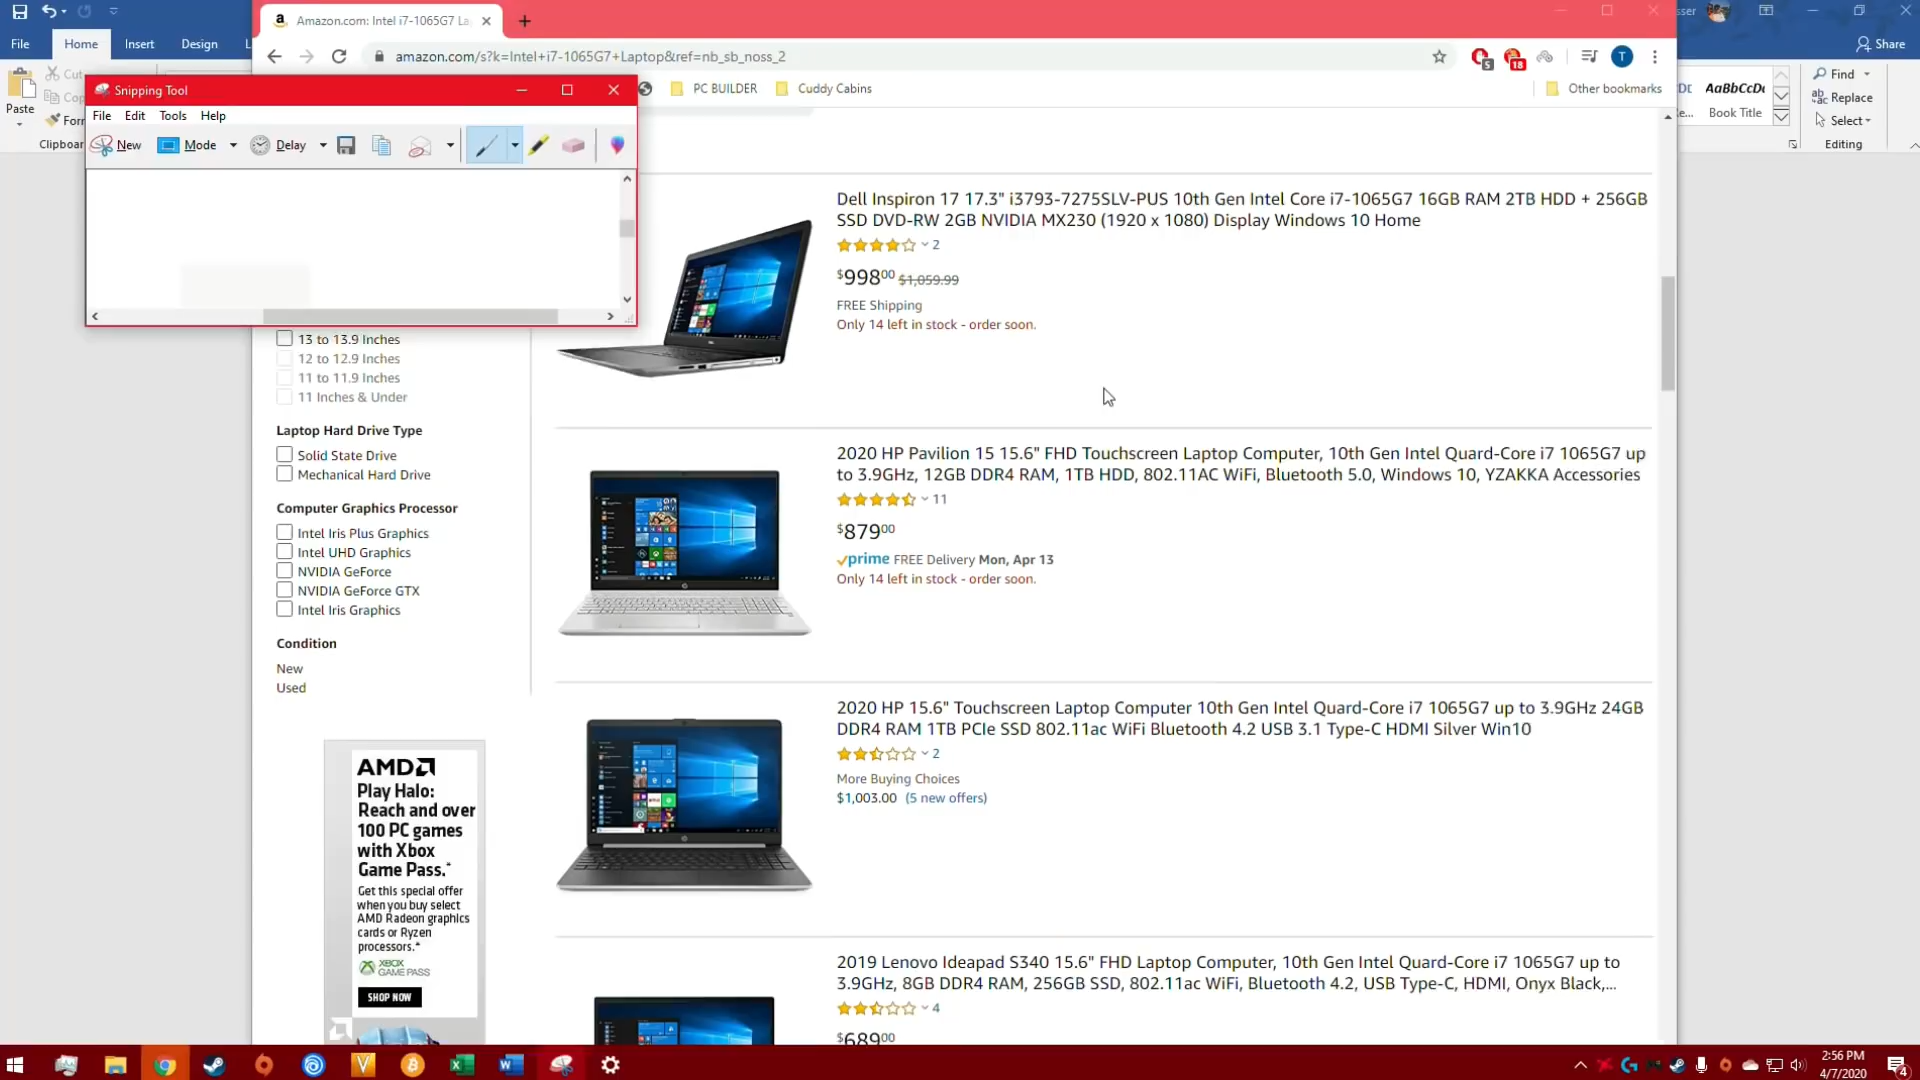 File Home Insert Design
Amazon.com: Intel i7-1065G7 La
amazon.com/s?k=Intel+i7-1065G7+Laptop&ref=nb_sb_noss_2
5
18
T
Share
PC BUILDER
Cuddy Cabins
Other bookmarks
Cut
Paste
AaBbCcDc
Book Title
Find
Replace
Select
Editing
Snipping Tool
File Edit Tools Help
New Mode Delay
13 to 13.9 Inches
12 to 12.9 Inches
11 to 11.9 Inches
11 Inches & Under
Laptop Hard Drive Type
Solid State Drive
Mechanical Hard Drive
Computer Graphics Processor
Intel Iris Plus Graphics
Intel UHD Graphics
NVIDIA GeForce
NVIDIA GeForce GTX
Intel Iris Graphics
Condition
New
Used
AMD
Play Halo:
Reach and over
100 PC games
with Xbox
Game Pass.*
Get this special offer
when you buy select
AMD Radeon graphics
cards or Ryzen
processors.*
XBOX
GAME PASS
SHOP NOW
Dell Inspiron 17 17.3" i3793-7275SLV-PUS 10th Gen Intel Core i7-1065G7 16GB RAM 2TB HDD + 256GB
SSD DVD-RW 2GB NVIDIA MX230 (1920 x 1080) Display Windows 10 Home
2
$99800 $1,059.99
FREE Shipping
Only 14 left in stock - order soon.
2020 HP Pavilion 15 15.6" FHD Touchscreen Laptop Computer, 10th Gen Intel Quard-Core i7 1065G7 up
to 3.9GHz, 12GB DDR4 RAM, 1TB HDD, 802.11AC WiFi, Bluetooth 5.0, Windows 10, YZAKKA Accessories
11
$87900
prime FREE Delivery Mon, Apr 13
Only 14 left in stock - order soon.
2020 HP 15.6" Touchscreen Laptop Computer 10th Gen Intel Quard-Core i7 1065G7 up to 3.9GHz 24GB
DDR4 RAM 1TB PCIe SSD 802.11ac WiFi Bluetooth 4.2 USB 3.1 Type-C HDMI Silver Win10
2
More Buying Choices
$1,003.00 (5 new offers)
2019 Lenovo Ideapad S340 15.6" FHD Laptop Computer, 10th Gen Intel Quard-Core i7 1065G7 up to
3.9GHz, 8GB DDR4 RAM, 256GB SSD, 802.11ac WiFi, Bluetooth 4.2, USB Type-C, HDMI, Onyx Black,...
4
$68900
2:56 PM
4/7/2020
4